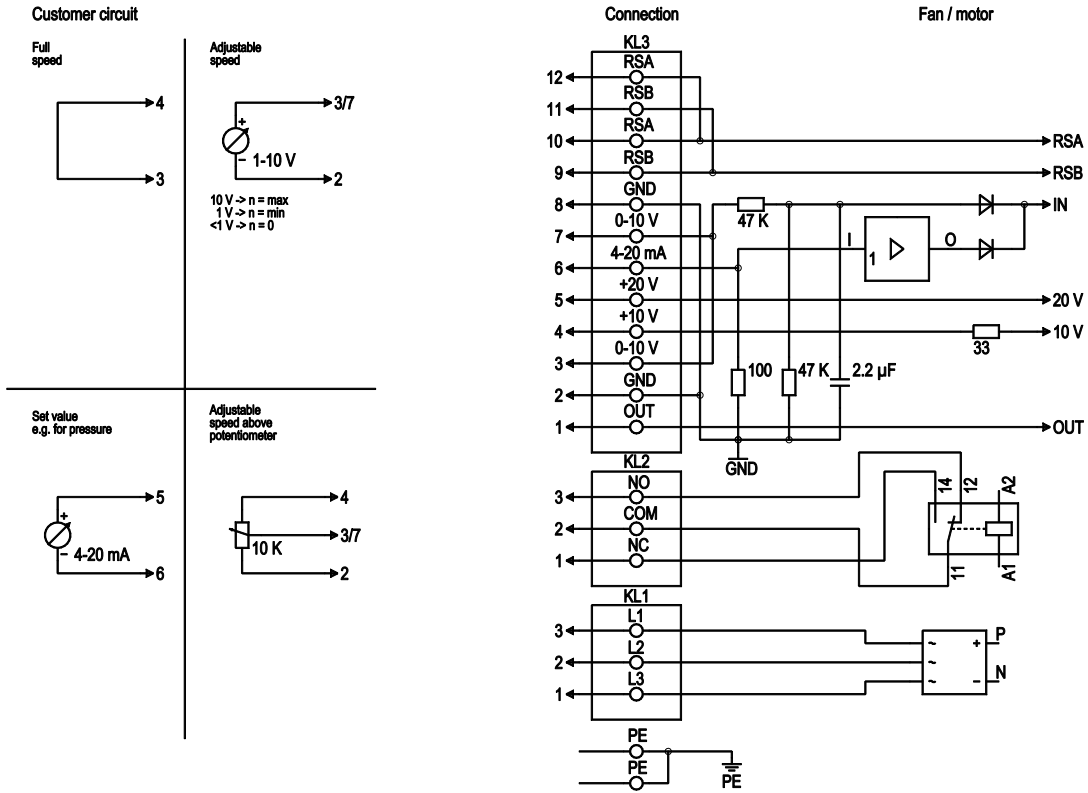 Customer circuit
Connection
Fan / motor
Full
speed
4
3
Adjustable
speed
3/7
+
1-10 V
–
2
10 V -> n = max
1 V -> n = min
<1 V -> n = 0
Set value
e.g. for pressure
5
+
4-20 mA
–
6
Adjustable
speed above
potentiometer
4
3/7
10 K
2
KL3
12 RSA
11 RSB
10 RSA RSA
9 RSB RSB
8 GND IN
47 K
7 0-10 V
I 1 O
6 4-20 mA
5 +20 V 20 V
4 +10 V 10 V
33
3 0-10 V
100 47 K 2.2 µF
2 GND
1 OUT OUT
GND
KL2
3 NO
2 COM
1 NC
14 12 A2
11 A1
KL1
3 L1
2 L2
1 L3
~ + P
~
~ – N
PE
PE
PE